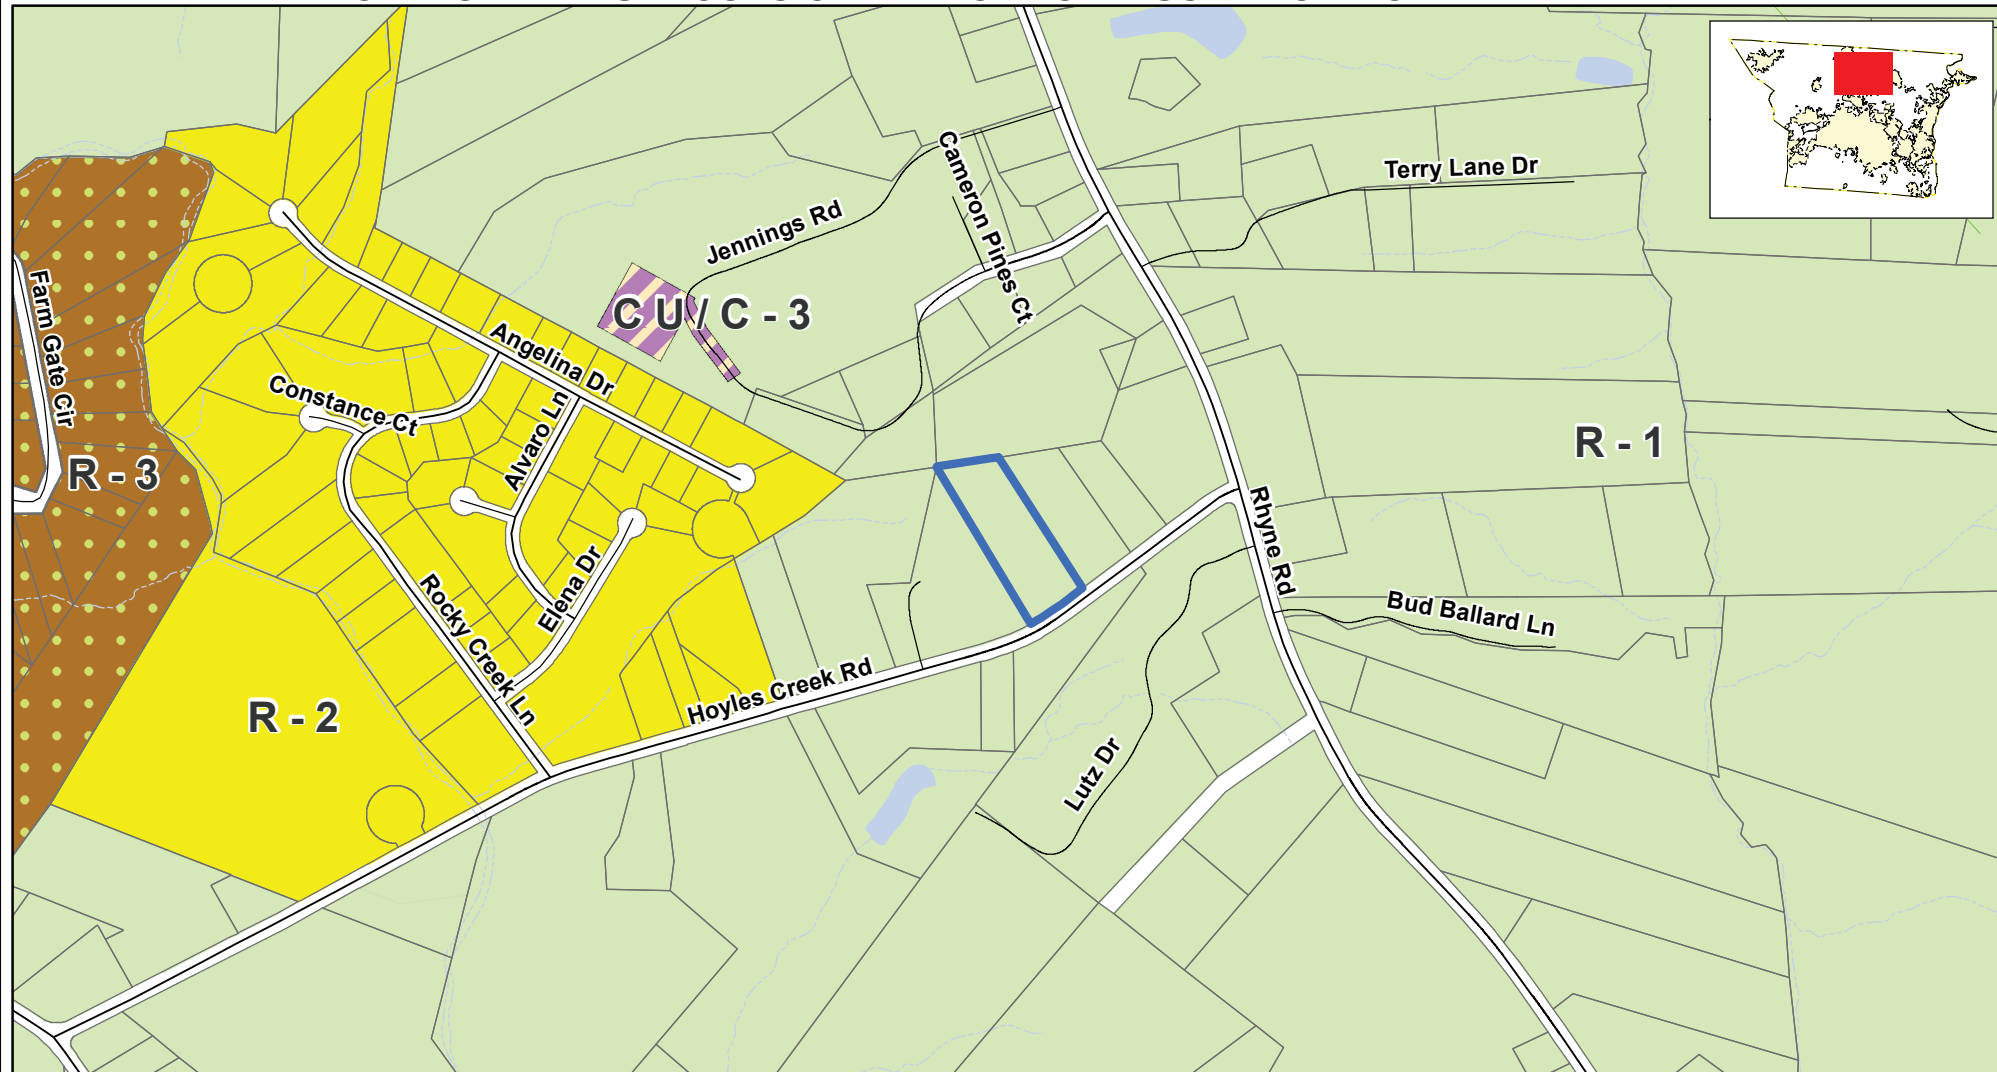 Terry Lane Dr
Cameron Pines Ct
Jennings Rd
Farm Gate Cir
C U / C - 3
Angelina Dr
Constance Ct
Alvaro Ln
R - 1
R - 3
Rhyne Rd
Elena Dr
Rocky Creek Ln
Bud Ballard Ln
Hoyles Creek Rd
R - 2
Lutz Dr